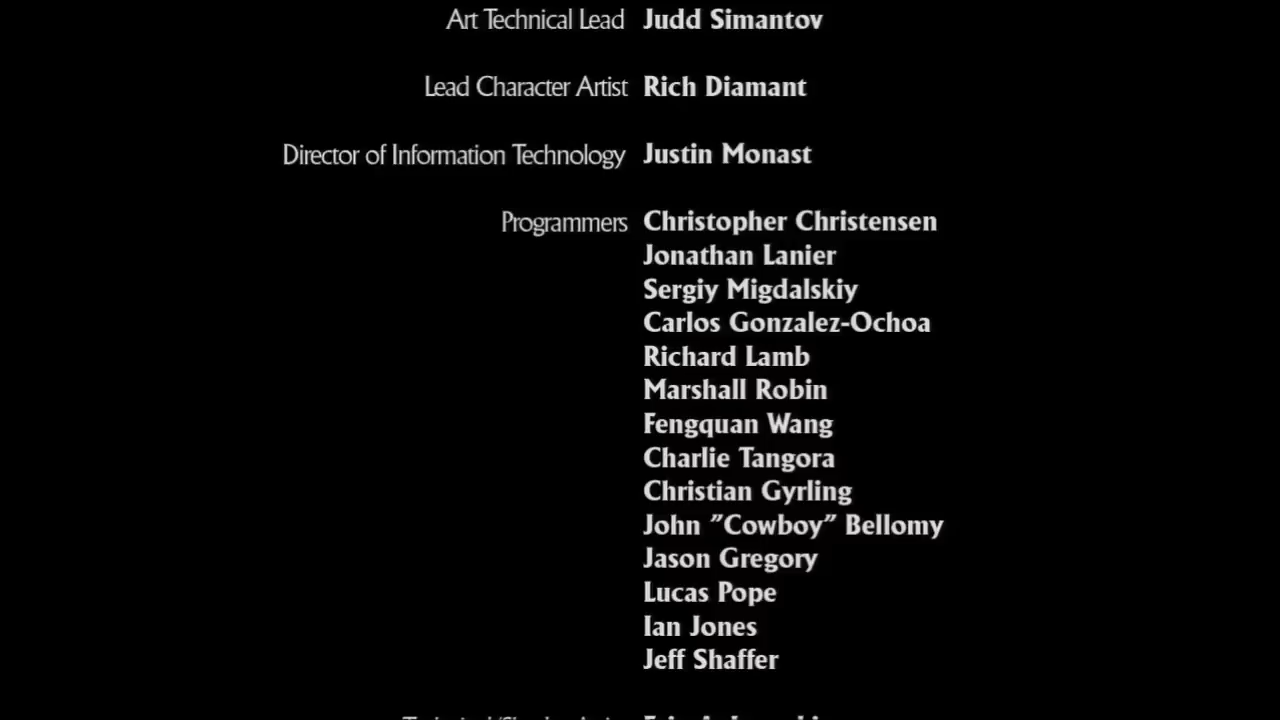 Art Technical Lead Judd Simantov
Lead Character Artist Rich Diamant
Director of Information Technology Justin Monast
Programmers Christopher Christensen
Jonathan Lanier
Sergiy Migdalskiy
Carlos Gonzalez-Ochoa
Richard Lamb
Marshall Robin
Fengquan Wang
Charlie Tangora
Christian Gyrling
John ”Cowboy” Bellomy
Jason Gregory
Lucas Pope
Ian Jones
Jeff Shaffer